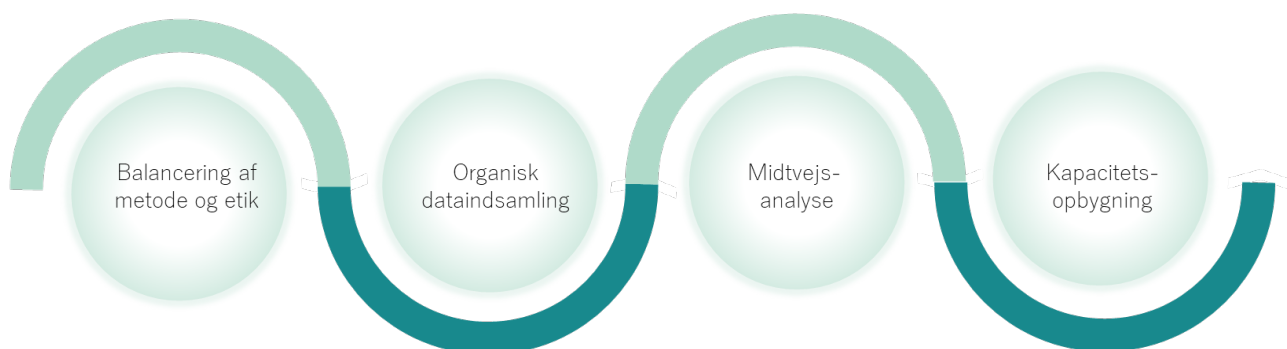 Balancering af
metode og etik
Organisk
dataindsamling
Midtvejs-
analyse
Kapacitets-
opbygning